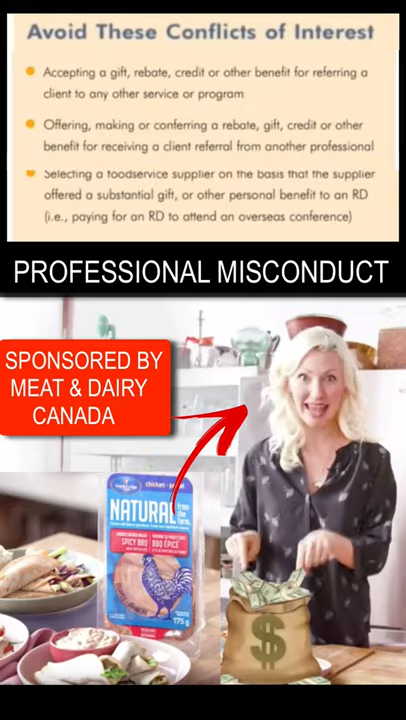 Avoid These Conflicts of Interest
Accepting a gift, rebate, credit or other benefit for referring a
client to any other service or program
Offering, making or conferring a rebate, gift, credit or other
benefit for receiving a client referral from another professional
Selecting a foodservice supplier on the basis that the supplier
offered a substantial gift, or other personal benefit to an RD
(i.e., paying for an RD to attend an overseas conference)
PROFESSIONAL MISCONDUCT
SPONSORED BY
MEAT & DAIRY
CANADA
NATURAL
from
the
farm.
SPICY BBQ
BBQ ÉPICÉ
175g
$